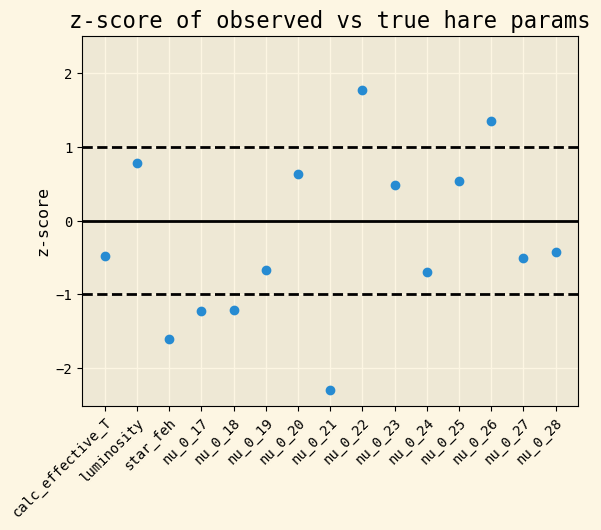 z-score of observed vs true hare params
z-score
2
1
0
−1
−2
calc_effective_T
luminosity
star_feh
nu_0_17
nu_0_18
nu_0_19
nu_0_20
nu_0_21
nu_0_22
nu_0_23
nu_0_24
nu_0_25
nu_0_26
nu_0_27
nu_0_28